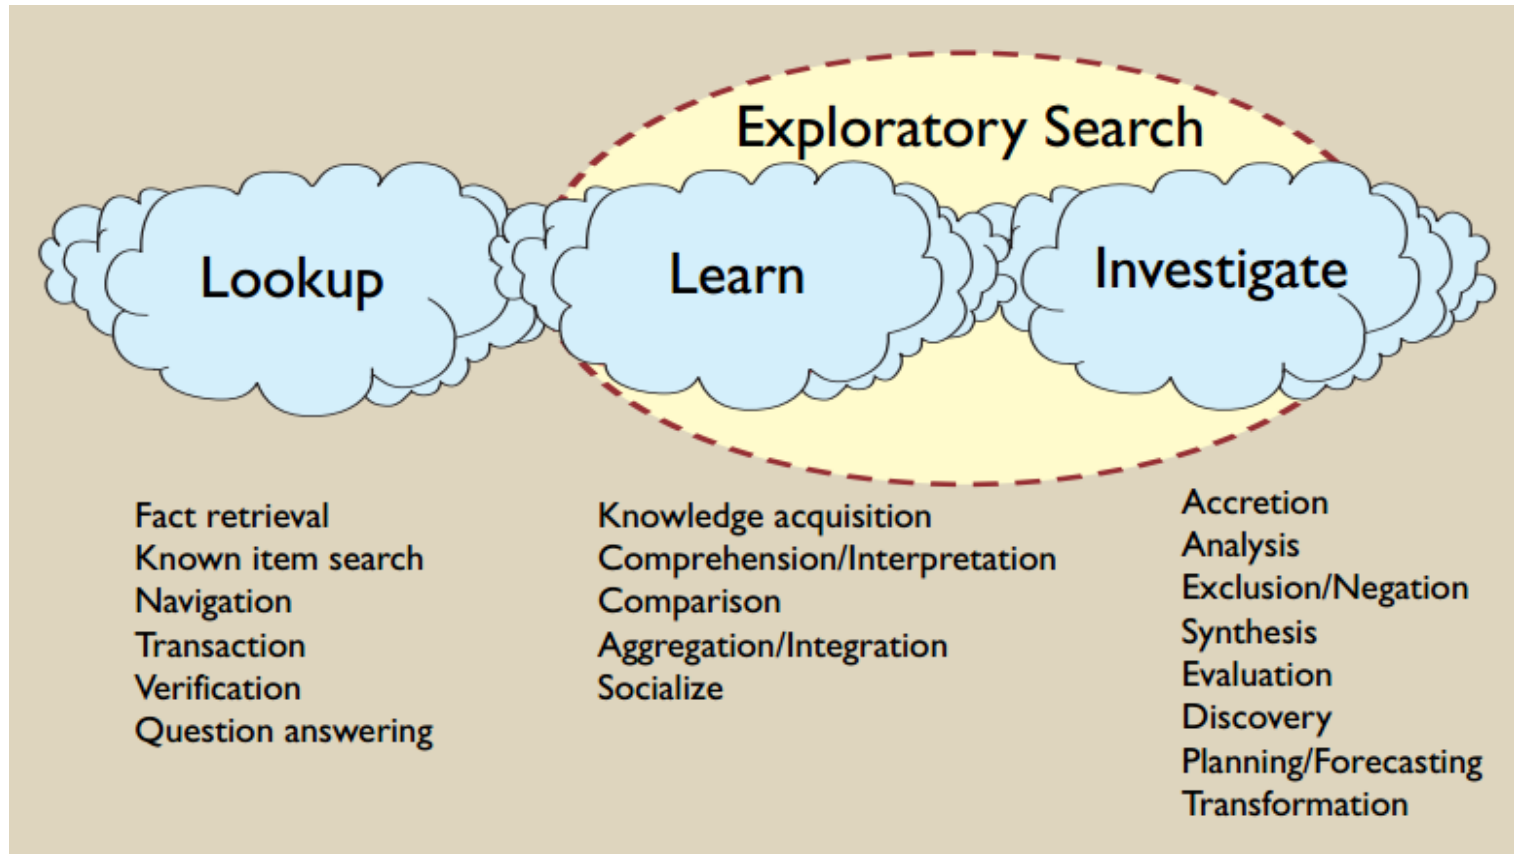 Exploratory Search
Lookup
Learn
Investigate
Fact retrieval
Known item search
Navigation
Transaction
Verification
Question answering
Knowledge acquisition
Comprehension/Interpretation
Comparison
Aggregation/Integration
Socialize
Accretion
Analysis
Exclusion/Negation
Synthesis
Evaluation
Discovery
Planning/Forecasting
Transformation